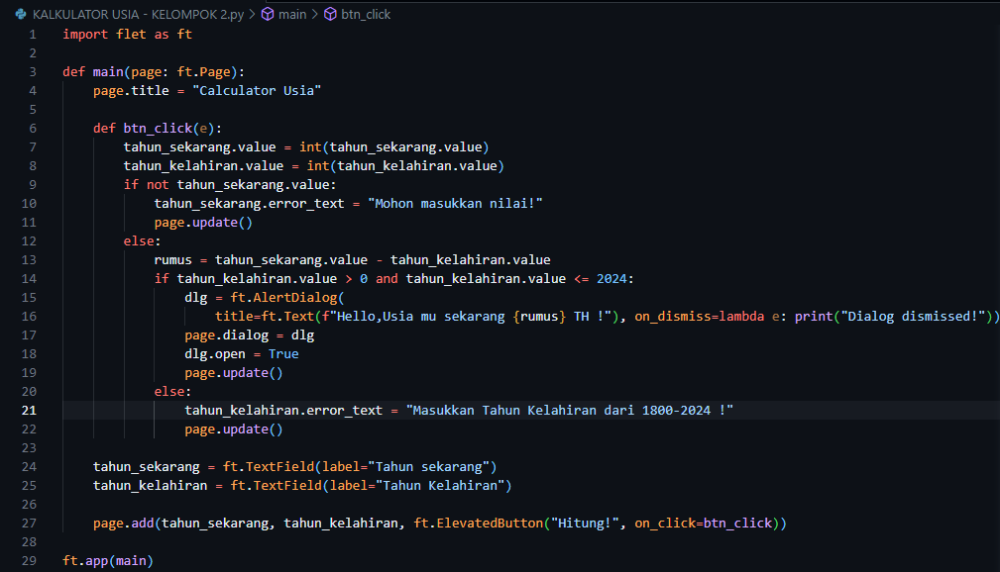 KALKULATOR USIA - KELOMPOK 2.py > main > btn_click
1 import flet as ft
2
3 def main(page: ft.Page):
4     page.title = "Calculator Usia"
5
6     def btn_click(e):
7         tahun_sekarang.value = int(tahun_sekarang.value)
8         tahun_kelahiran.value = int(tahun_kelahiran.value)
9         if not tahun_sekarang.value:
10             tahun_sekarang.error_text = "Mohon masukkan nilai!"
11             page.update()
12         else:
13             rumus = tahun_sekarang.value - tahun_kelahiran.value
14             if tahun_kelahiran.value > 0 and tahun_kelahiran.value <= 2024:
15                 dlg = ft.AlertDialog(
16                     title=ft.Text(f"Hello,Usia mu sekarang {rumus} TH !"), on_dismiss=lambda e: print("Dialog dismissed!"))
17                 page.dialog = dlg
18                 dlg.open = True
19                 page.update()
20             else:
21                 tahun_kelahiran.error_text = "Masukkan Tahun Kelahiran dari 1800-2024 !"
22                 page.update()
23
24     tahun_sekarang = ft.TextField(label="Tahun sekarang")
25     tahun_kelahiran = ft.TextField(label="Tahun Kelahiran")
26
27     page.add(tahun_sekarang, tahun_kelahiran, ft.ElevatedButton("Hitung!", on_click=btn_click))
28
29 ft.app(main)